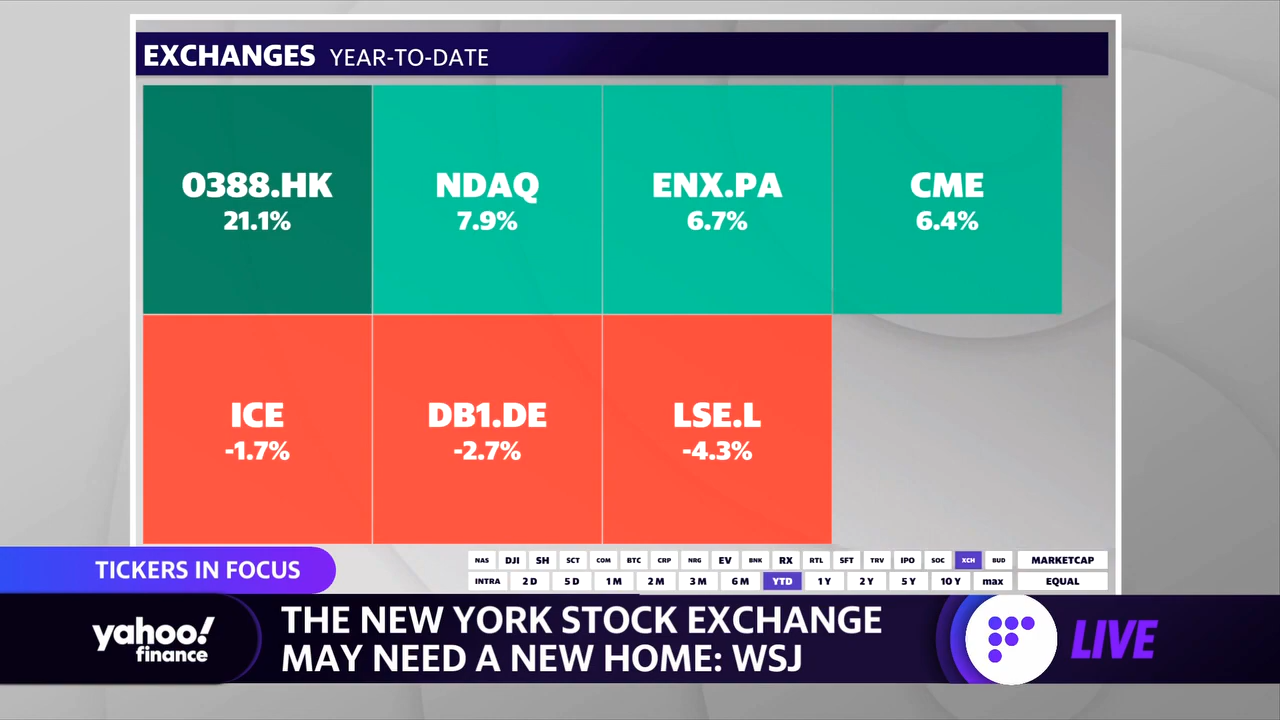 EXCHANGES YEAR-TO-DATE
0388.HK
21.1%
NDAQ
7.9%
ENX.PA
6.7%
CME
6.4%
ICE
-1.7%
DB1.DE
-2.7%
LSE.L
-4.3%
TICKERS IN FOCUS
NAS DJI SH SCT COM BTC CRP NRG EV BNK RX RTL SFT TRV IPO SOC XCH BUD MARKETCAP
INTRA 2 D 5 D 1 M 2 M 3 M 6 M YTD 1 Y 2 Y 5 Y 10 Y max EQUAL
yahoo!
finance
THE NEW YORK STOCK EXCHANGE
MAY NEED A NEW HOME: WSJ
LIVE